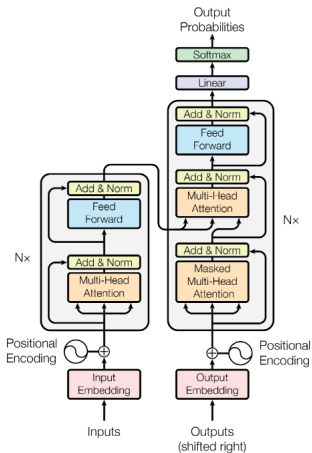 Output
Probabilities
Softmax
Linear
Add & Norm
Feed
Forward
Add & Norm
Multi-Head
Attention
Add & Norm
Masked
Multi-Head
Attention
N×
Positional
Encoding
Output
Embedding
Outputs
(shifted right)
Add & Norm
Feed
Forward
Add & Norm
Multi-Head
Attention
N×
Positional
Encoding
Input
Embedding
Inputs